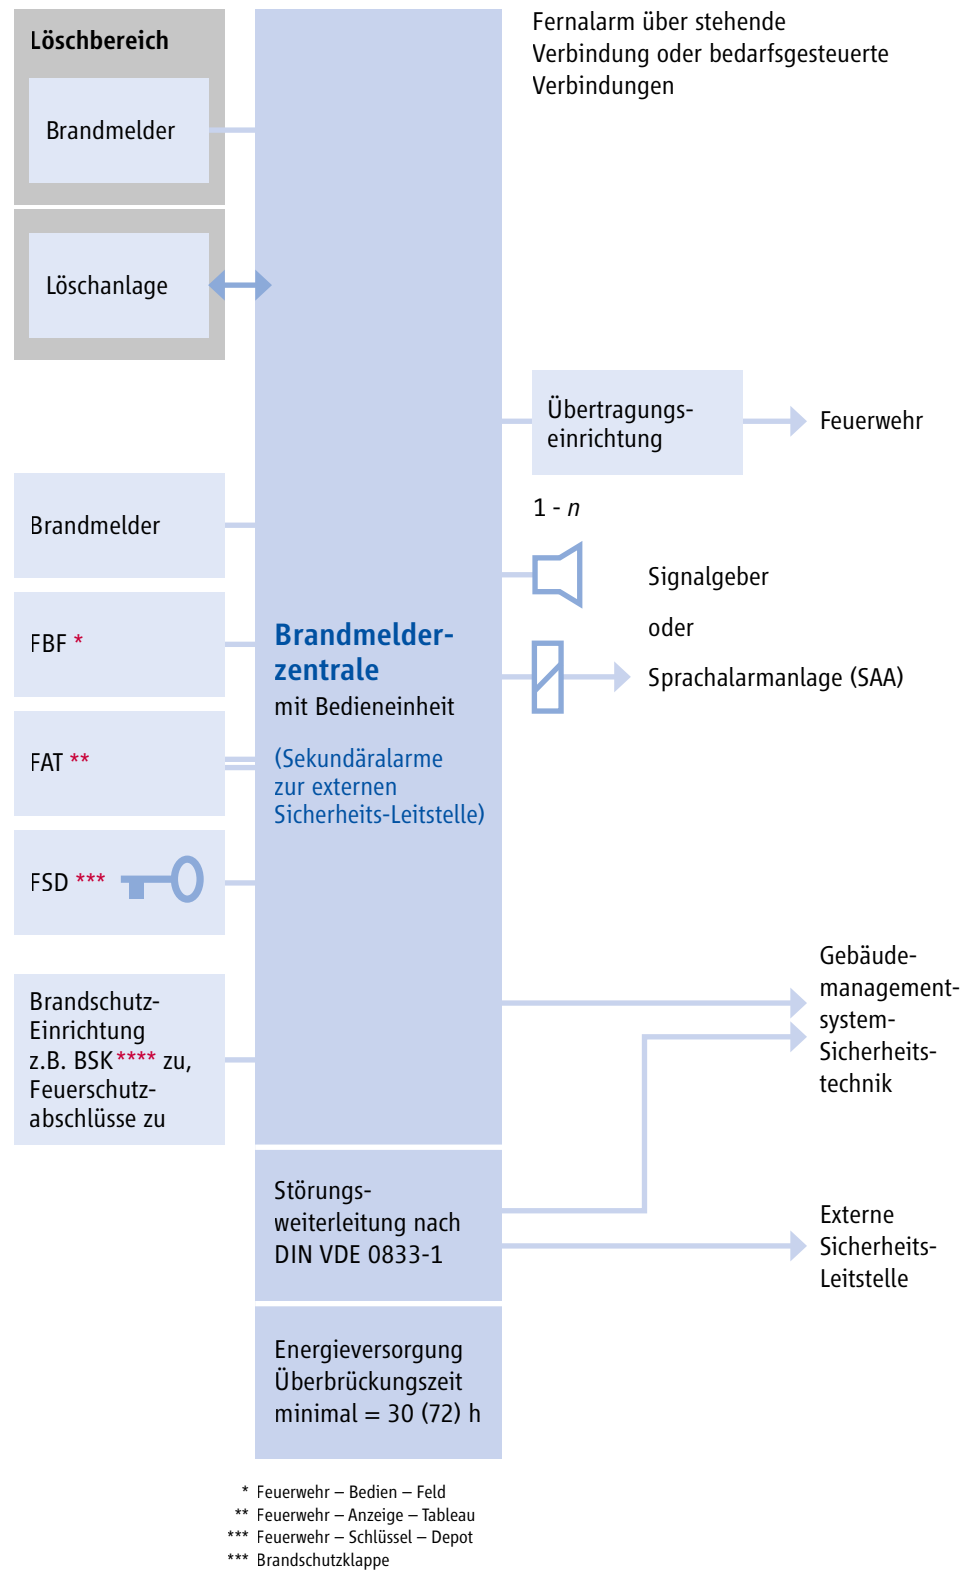 Löschbereich
Brandmelder
Löschanlage
Brandmelder
FBF *
FAT **
FSD ***
Brandschutz-
Einrichtung
z.B. BSK**** zu,
Feuerschutz-
abschlüsse zu
Brandmelder-
zentrale
mit Bedieneinheit
(Sekundäralarme
zur externen
Sicherheits-Leitstelle)
Störungs-
weiterleitung nach
DIN VDE 0833-1
Energieversorgung
Überbrückungszeit
minimal = 30 (72) h
Fernalarm über stehende
Verbindung oder bedarfsgesteuerte
Verbindungen
Übertragungs-
einrichtung
Feuerwehr
1 - n
Signalgeber
oder
Sprachalarmanlage (SAA)
Gebäude-
management-
system-
Sicherheits-
technik
Externe
Sicherheits-
Leitstelle
* Feuerwehr – Bedien – Feld
** Feuerwehr – Anzeige – Tableau
*** Feuerwehr – Schlüssel – Depot
*** Brandschutzklappe